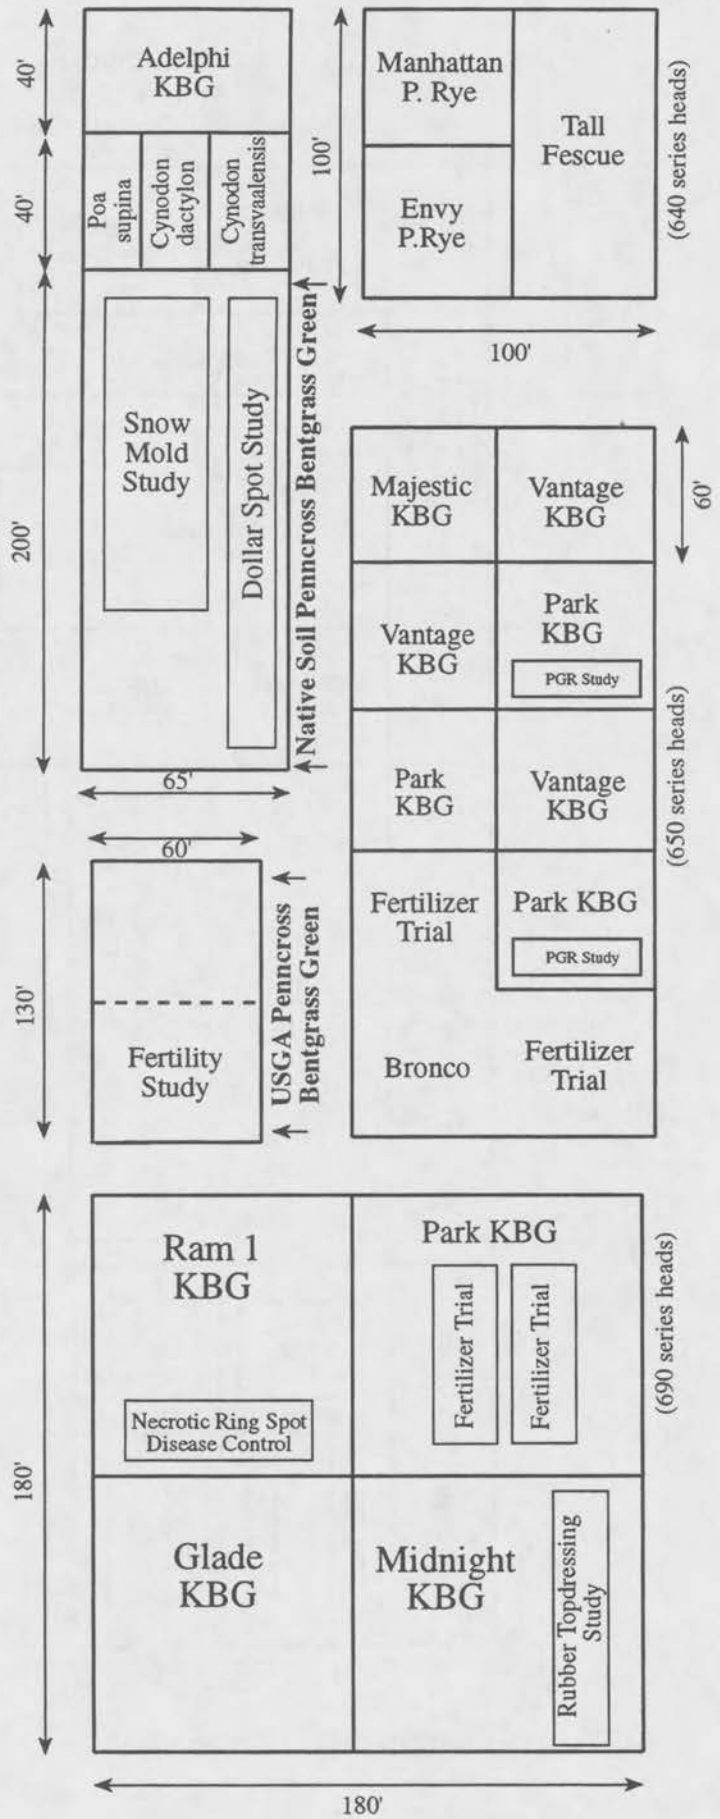 40'
Adelphi
KBG
40'
Poa
supina
Cynodon
dactylon
Cynodon
transvaalensis
200'
Snow
Mold
Study
Dollar Spot Study
Native Soil Penncross Bentgrass Green
65'
100'
Manhattan
P. Rye
Envy
P.Rye
Tall
Fescue
(640 series heads)
100'
Majestic
KBG
Vantage
KBG
60'
Vantage
KBG
Park
KBG
PGR Study
Park
KBG
Vantage
KBG
(650 series heads)
Fertilizer
Trial
Park KBG
PGR Study
Bronco
Fertilizer
Trial
60'
130'
Fertility
Study
USGA Penncross
Bentgrass Green
180'
Ram 1
KBG
Necrotic Ring Spot
Disease Control
Park KBG
Fertilizer Trial
Fertilizer Trial
(690 series heads)
Glade
KBG
Midnight
KBG
Rubber Topdressing
Study
180'